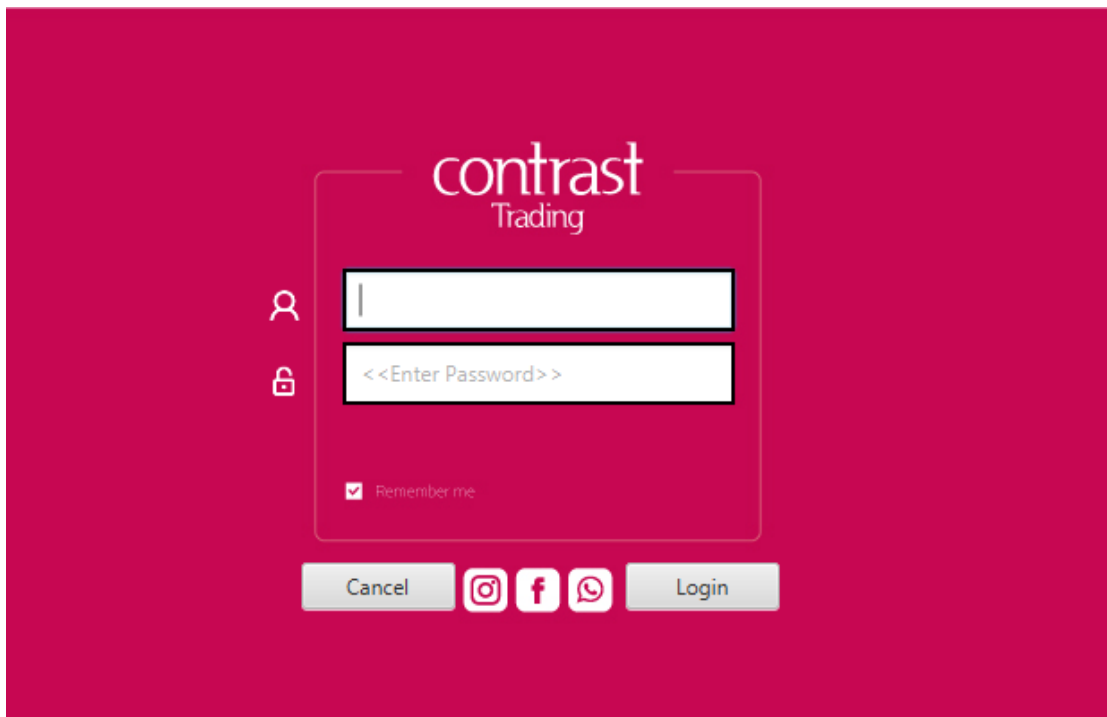 contrast
Trading
<<Enter Password>>
Remember me
Cancel
Login